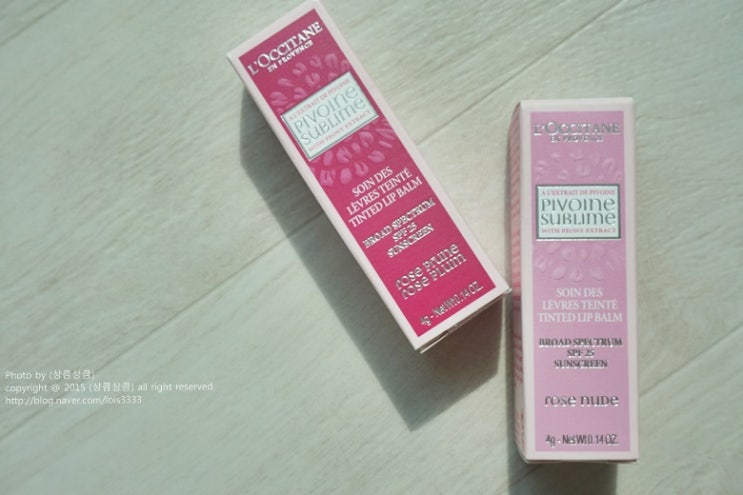 L'OCCITANE
EN PROVENCE
A L'EXTRAIT DE PIVOINE
PIVOINE
SUBLIME
WITH PEONY EXTRACT
SOIN DES
LÈVRES TEINTÉ
TINTED LIP BALM
BROAD SPECTRUM
SPF 25
SUNSCREEN
rose prune
rose plum
4g - Net Wt 0.14 OZ.
L'OCCITANE
EN PROVENCE
A L'EXTRAIT DE PIVOINE
PIVOINE
SUBLIME
WITH PEONY EXTRACT
SOIN DES
LÈVRES TEINTÉ
TINTED LIP BALM
BROAD SPECTRUM
SPF 25
SUNSCREEN
rose nude
4g - Net Wt 0.14 OZ.
Photo by (상큼상큼)
copyright @ 2015 (상큼상큼) all right reserved
http://blog.naver.com/iois3333